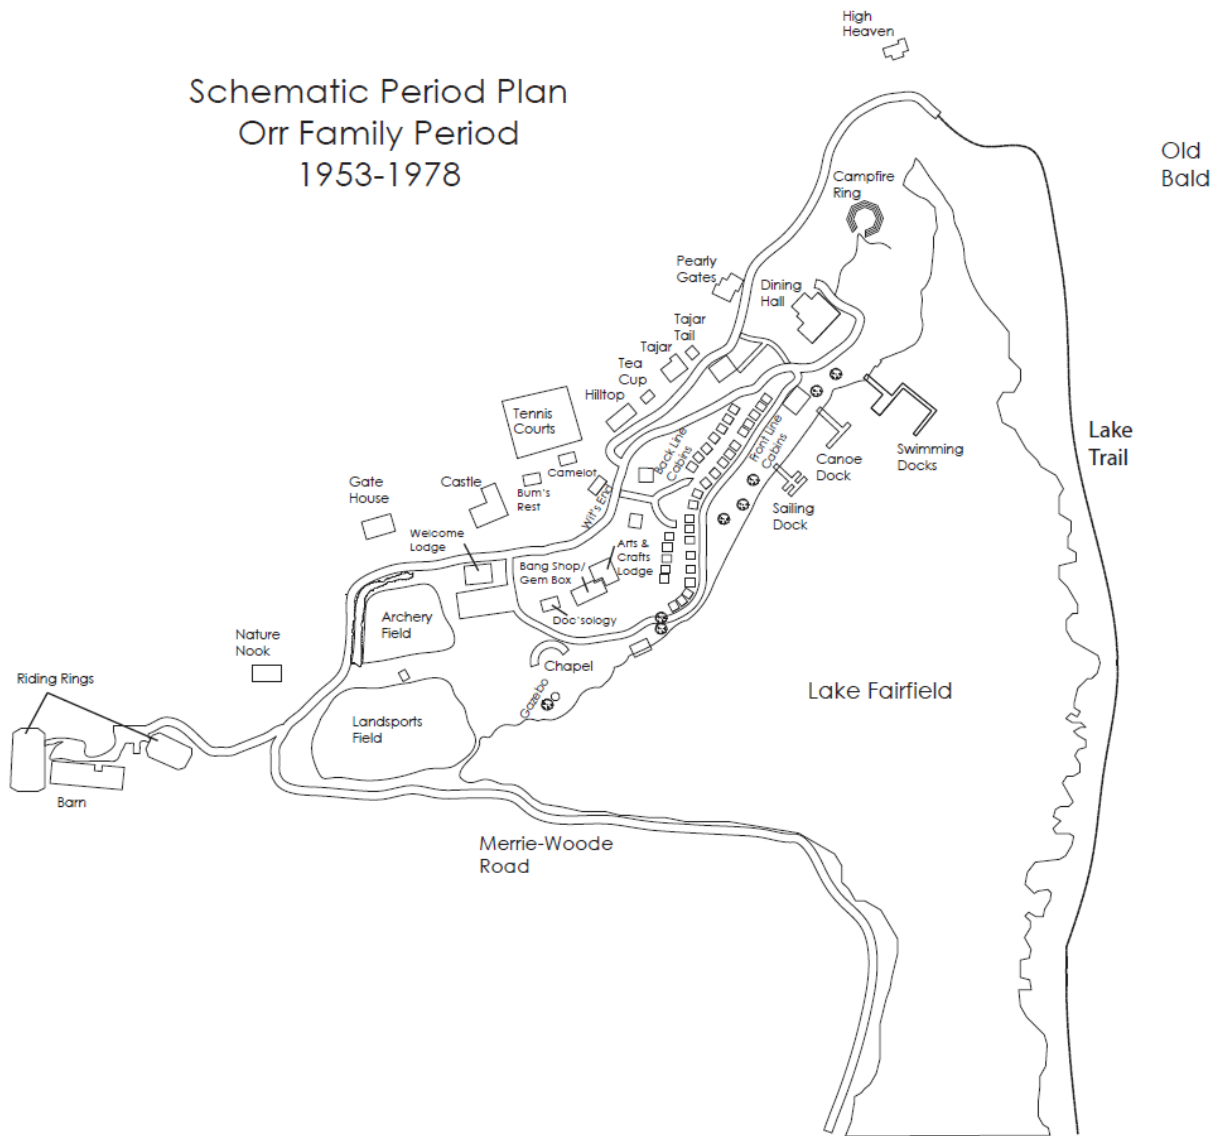 High
Heaven
Schematic Period Plan
Orr Family Period
1953-1978
Old
Bald
Campfire
Ring
Pearly
Gates
Dining
Hall
Tajar
Tail
Tajar
Tea
Cup
Hilltop
Tennis
Courts
Back Line
Cabins
Front Line
Cabins
Swimming
Docks
Lake
Trail
Canoe
Dock
Camelot
Bum's
Rest
Wit's End
Castle
Gate
House
Sailing
Dock
Welcome
Lodge
Arts &
Crafts
Lodge
Bang Shop/
Gem Box
Doc'sology
Archery
Field
Nature
Nook
Chapel
Riding Rings
Gazebo
Lake Fairfield
Landsports
Field
Barn
Merrie-Woode
Road